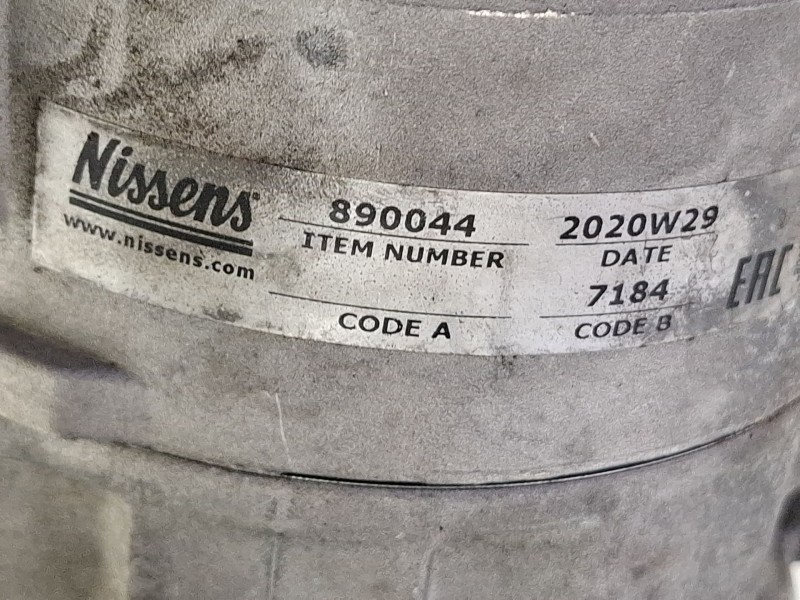 Nissens
www.nissens.com
890044
ITEM NUMBER
CODE A
2020W29
DATE
7184
CODE B
EAC